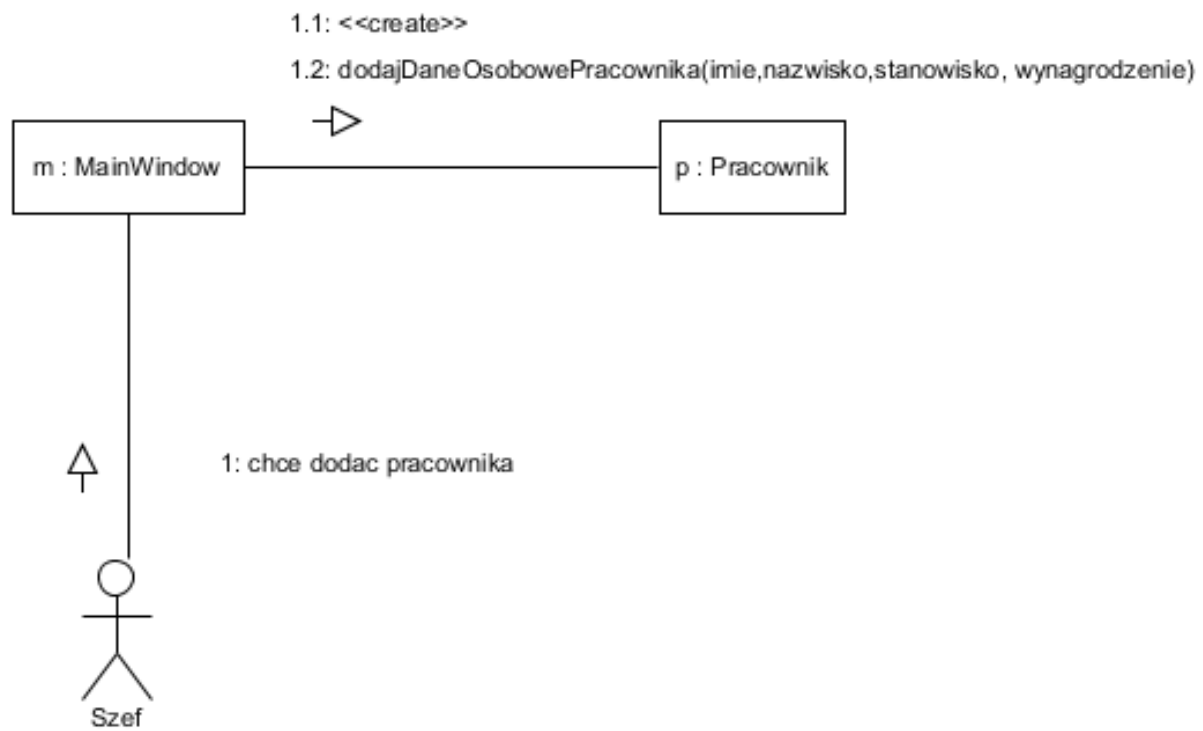 1.1: <<create>>
1.2: dodajDaneOsobowePracownika(imie,nazwisko,stanowisko, wynagrodzenie)
m : MainWindow
p : Pracownik
1: chce dodac pracownika
Szef